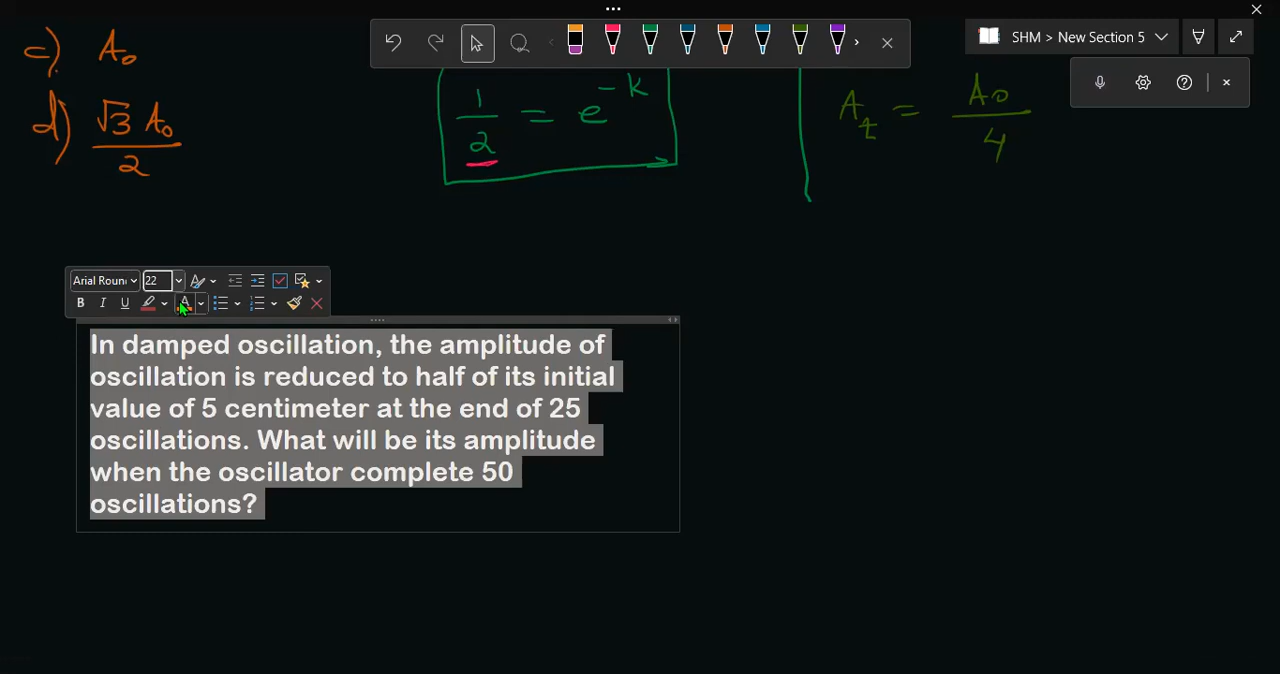 SHM > New Section 5
c) A₀
d) √3 A₀ / 2
1/2 = e^-k
A_t = A₀ / 4
Arial Roun
22
B I U A
In damped oscillation, the amplitude of
oscillation is reduced to half of its initial
value of 5 centimeter at the end of 25
oscillations. What will be its amplitude
when the oscillator complete 50
oscillations?